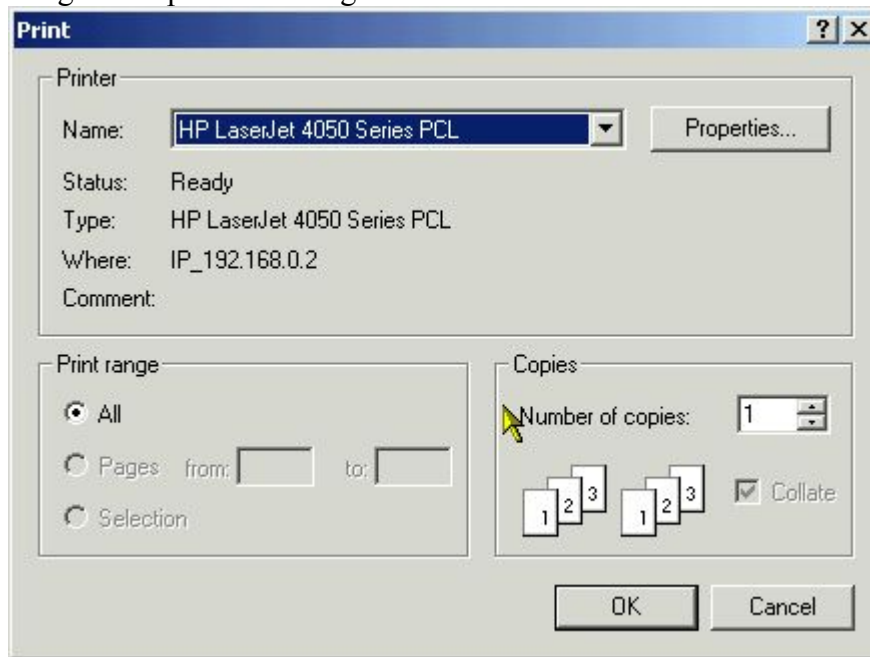 Print
Printer
Name: HP LaserJet 4050 Series PCL Properties...
Status: Ready
Type: HP LaserJet 4050 Series PCL
Where: IP_192.168.0.2
Comment:
Print range
All
Pages from: to:
Selection
Copies
Number of copies: 1
1 2 3 1 2 3 Collate
OK Cancel